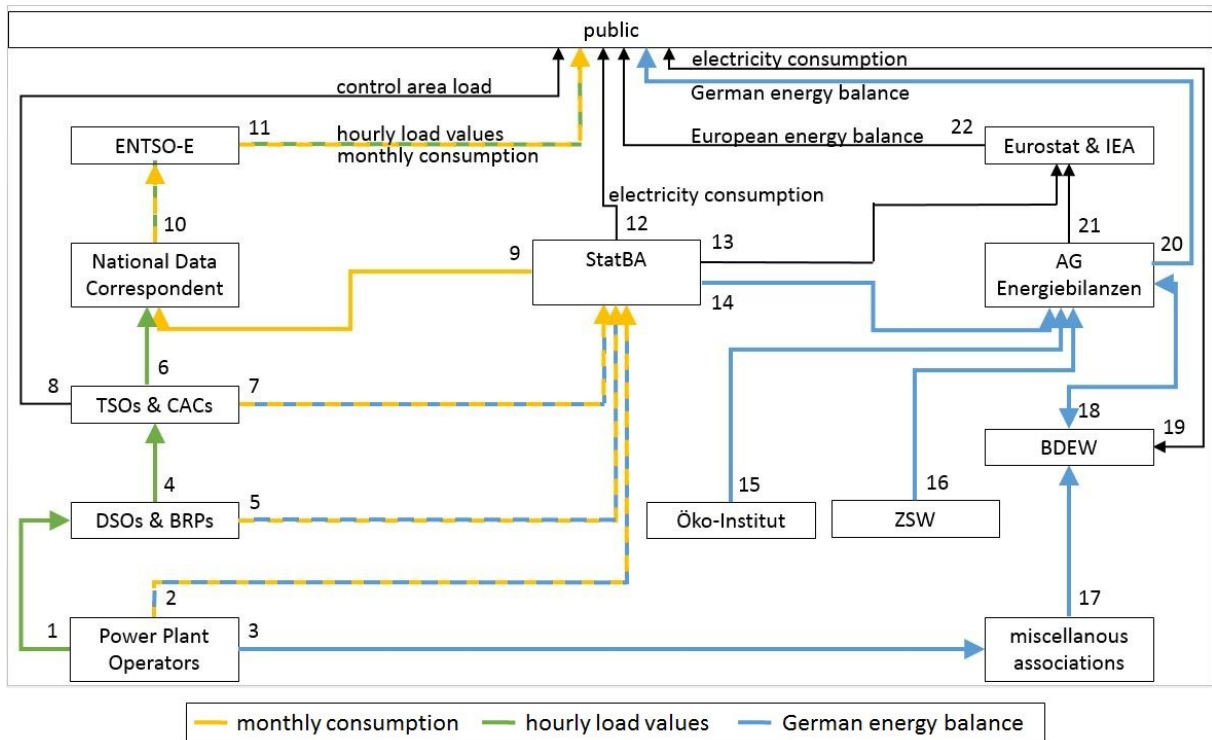 public
electricity consumption
control area load
German energy balance
11
hourly load values
European energy balance
22
ENTSO-E
monthly consumption
Eurostat & IEA
electricity consumption
10
12
21
9
13
20
National Data
Correspondent
StatBA
AG
Energiebilanzen
14
6
8
7
18
19
TSOs & CACs
BDEW
4
5
15
16
DSOs & BRPs
Öko-Institut
ZSW
2
17
1
3
Power Plant
Operators
miscellanous
associations
monthly consumption
hourly load values
German energy balance